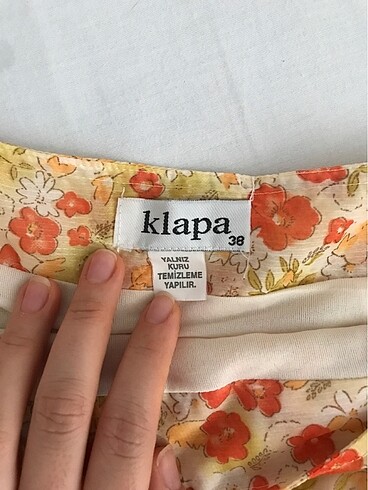 klapa
38
YALNIZ
KURU
TEMİZLEME
YAPILIR.